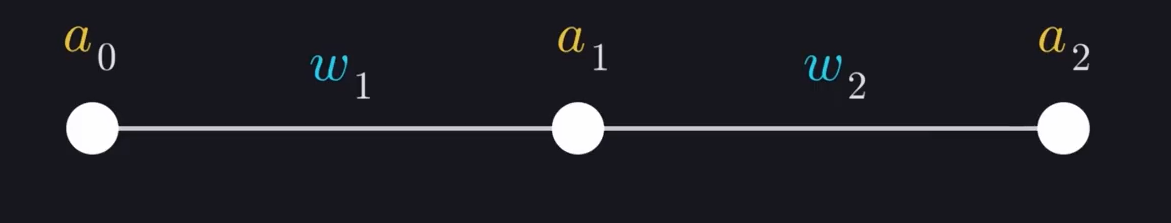 a₀ w₁ a₁ w₂ a₂